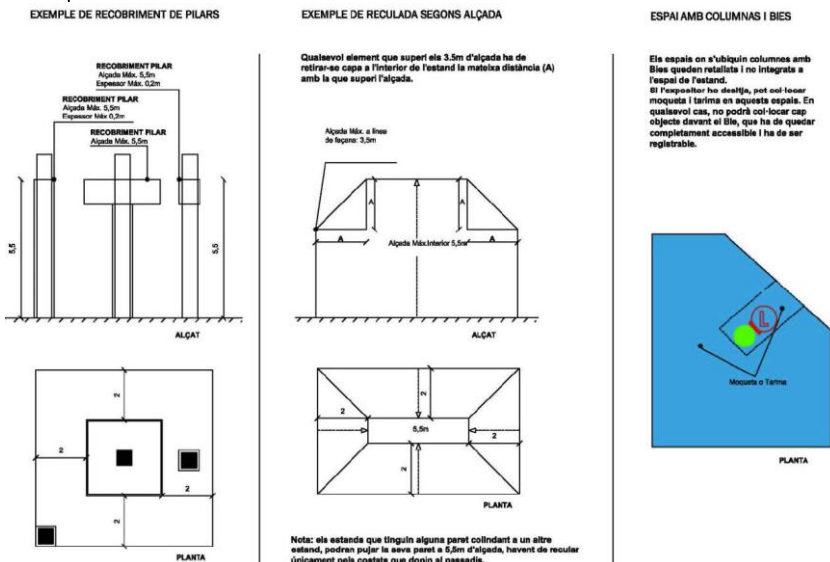 EXEMPLE DE RECOBRIMENT DE PILARS
RECOBRIMENT PILAR
Alçada Máx. 5,5m
Espessor Máx. 0,2m
RECOBRIMENT PILAR
Alçada Máx. 5,5m
Espessor Máx 0,2m
RECOBRIMENT PILAR
Alçada Máx. 5,5m
5,5
5,5
ALÇAT
2
2
2
2
PLANTA
EXEMPLE DE RECULADA SEGONS ALÇADA
Qualsevol element que superi els 3.5m d'alçada ha de
retirar-se capa a l'interior de l'estand la mateixa distància (A)
amb la que superi l'alçada.
Alçada Máx. a línea
de façana: 3,5m
A
A
A
A
Alçada Máx.Interior 5,5m
ALÇAT
2
2
5,5m
2
2
PLANTA
Nota: els estands que tinguin alguna paret colindant a un altre
estand, podran pujar la seva paret a 5,5m d'alçada, havent de recular
únicament pels costats que donin al passadís.
ESPAI AMB COLUMNAS I BIES
Els espais on s'ubiquin columnes amb
Bies queden retallats i no integrats a
l'espai de l'estand.
Si l'expositor ho desitja, pot col·locar
moqueta i tarima en aquests espais. En
qualsevol cas, no podrà col·locar cap
objecte davant el Bie, que ha de quedar
completament accessible i ha de ser
registrable.
L
Moqueta o Tarima
PLANTA